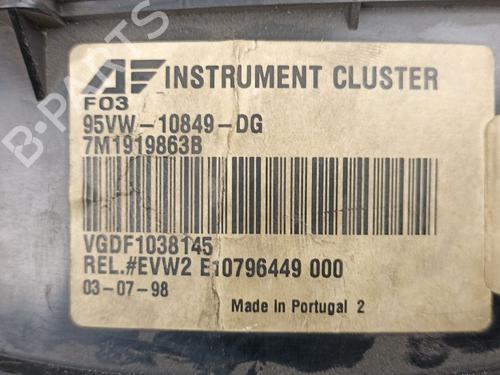 INSTRUMENT CLUSTER
F03
95VW-10849-DG
7M1919863B
VGDF1038145
REL.#EVW2 E10796449 000
03-07-98
Made in Portugal 2
B-PARTS